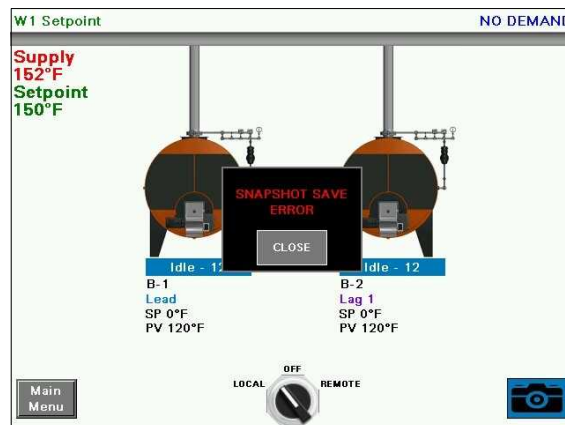 W1 Setpoint
NO DEMAND
Supply
152°F
Setpoint
150°F
SNAPSHOT SAVE
ERROR
CLOSE
Idle - 12
Idle - 12
B-1
Lead
SP 0°F
PV 120°F
B-2
Lag 1
SP 0°F
PV 120°F
OFF
LOCAL
REMOTE
Main
Menu